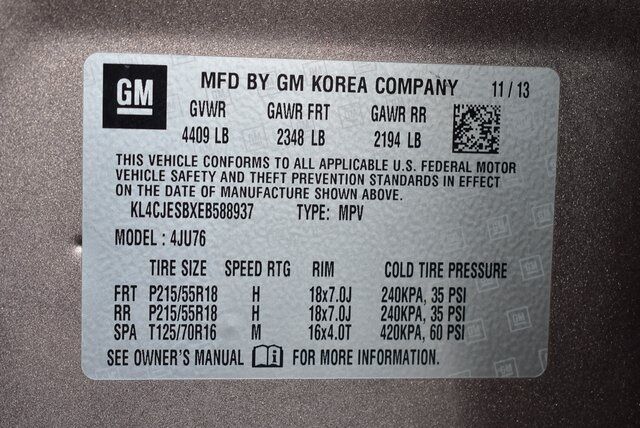 GM MFD BY GM KOREA COMPANY 11/13
GVWR GAWR FRT GAWR RR
4409 LB 2348 LB 2194 LB
THIS VEHICLE CONFORMS TO ALL APPLICABLE U.S. FEDERAL MOTOR
VEHICLE SAFETY AND THEFT PREVENTION STANDARDS IN EFFECT
ON THE DATE OF MANUFACTURE SHOWN ABOVE.
KL4CJESBXEB588937 TYPE: MPV
MODEL : 4JU76
TIRE SIZE SPEED RTG RIM COLD TIRE PRESSURE
FRT P215/55R18 H 18x7.0J 240KPA, 35 PSI
RR P215/55R18 H 18x7.0J 240KPA, 35 PSI
SPA T125/70R16 M 16x4.0T 420KPA, 60 PSI
SEE OWNER'S MANUAL FOR MORE INFORMATION.